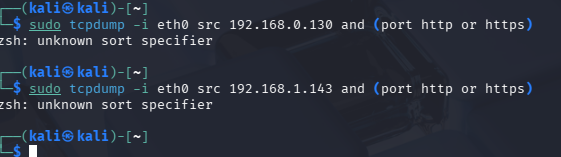 ┌──(kali㉿kali)-[~]
└─$ sudo tcpdump -i eth0 src 192.168.0.130 and (port http or https)
zsh: unknown sort specifier
┌──(kali㉿kali)-[~]
└─$ sudo tcpdump -i eth0 src 192.168.1.143 and (port http or https)
zsh: unknown sort specifier
┌──(kali㉿kali)-[~]
└─$